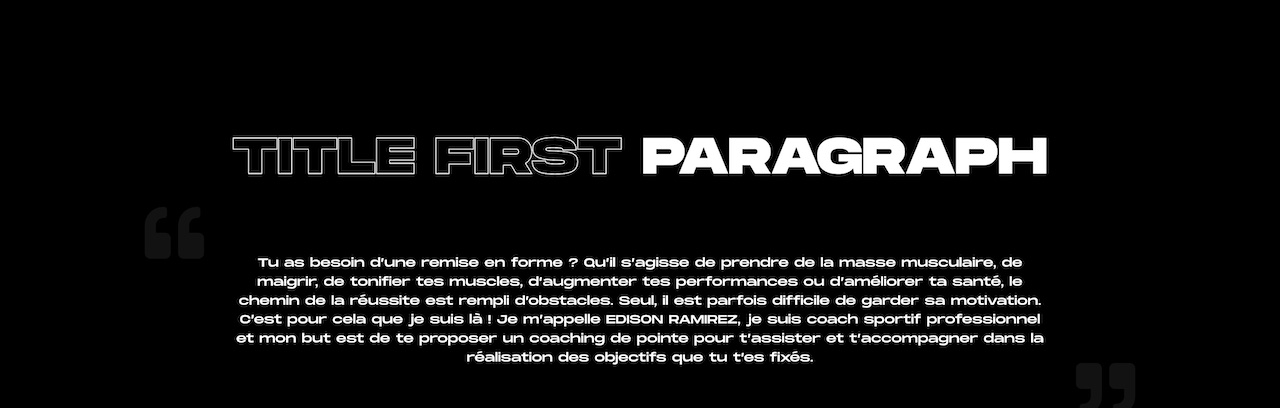 TITLE FIRST PARAGRAPH
“
Tu as besoin d’une remise en forme ? Qu’il s’agisse de prendre de la masse musculaire, de
maigrir, de tonifier tes muscles, d’augmenter tes performances ou d’améliorer ta santé, le
chemin de la réussite est rempli d’obstacles. Seul, il est parfois difficile de garder sa motivation.
C’est pour cela que je suis là ! Je m’appelle EDISON RAMIREZ, je suis coach sportif professionnel
et mon but est de te proposer un coaching de pointe pour t’assister et t’accompagner dans la
réalisation des objectifs que tu t’es fixés.
”